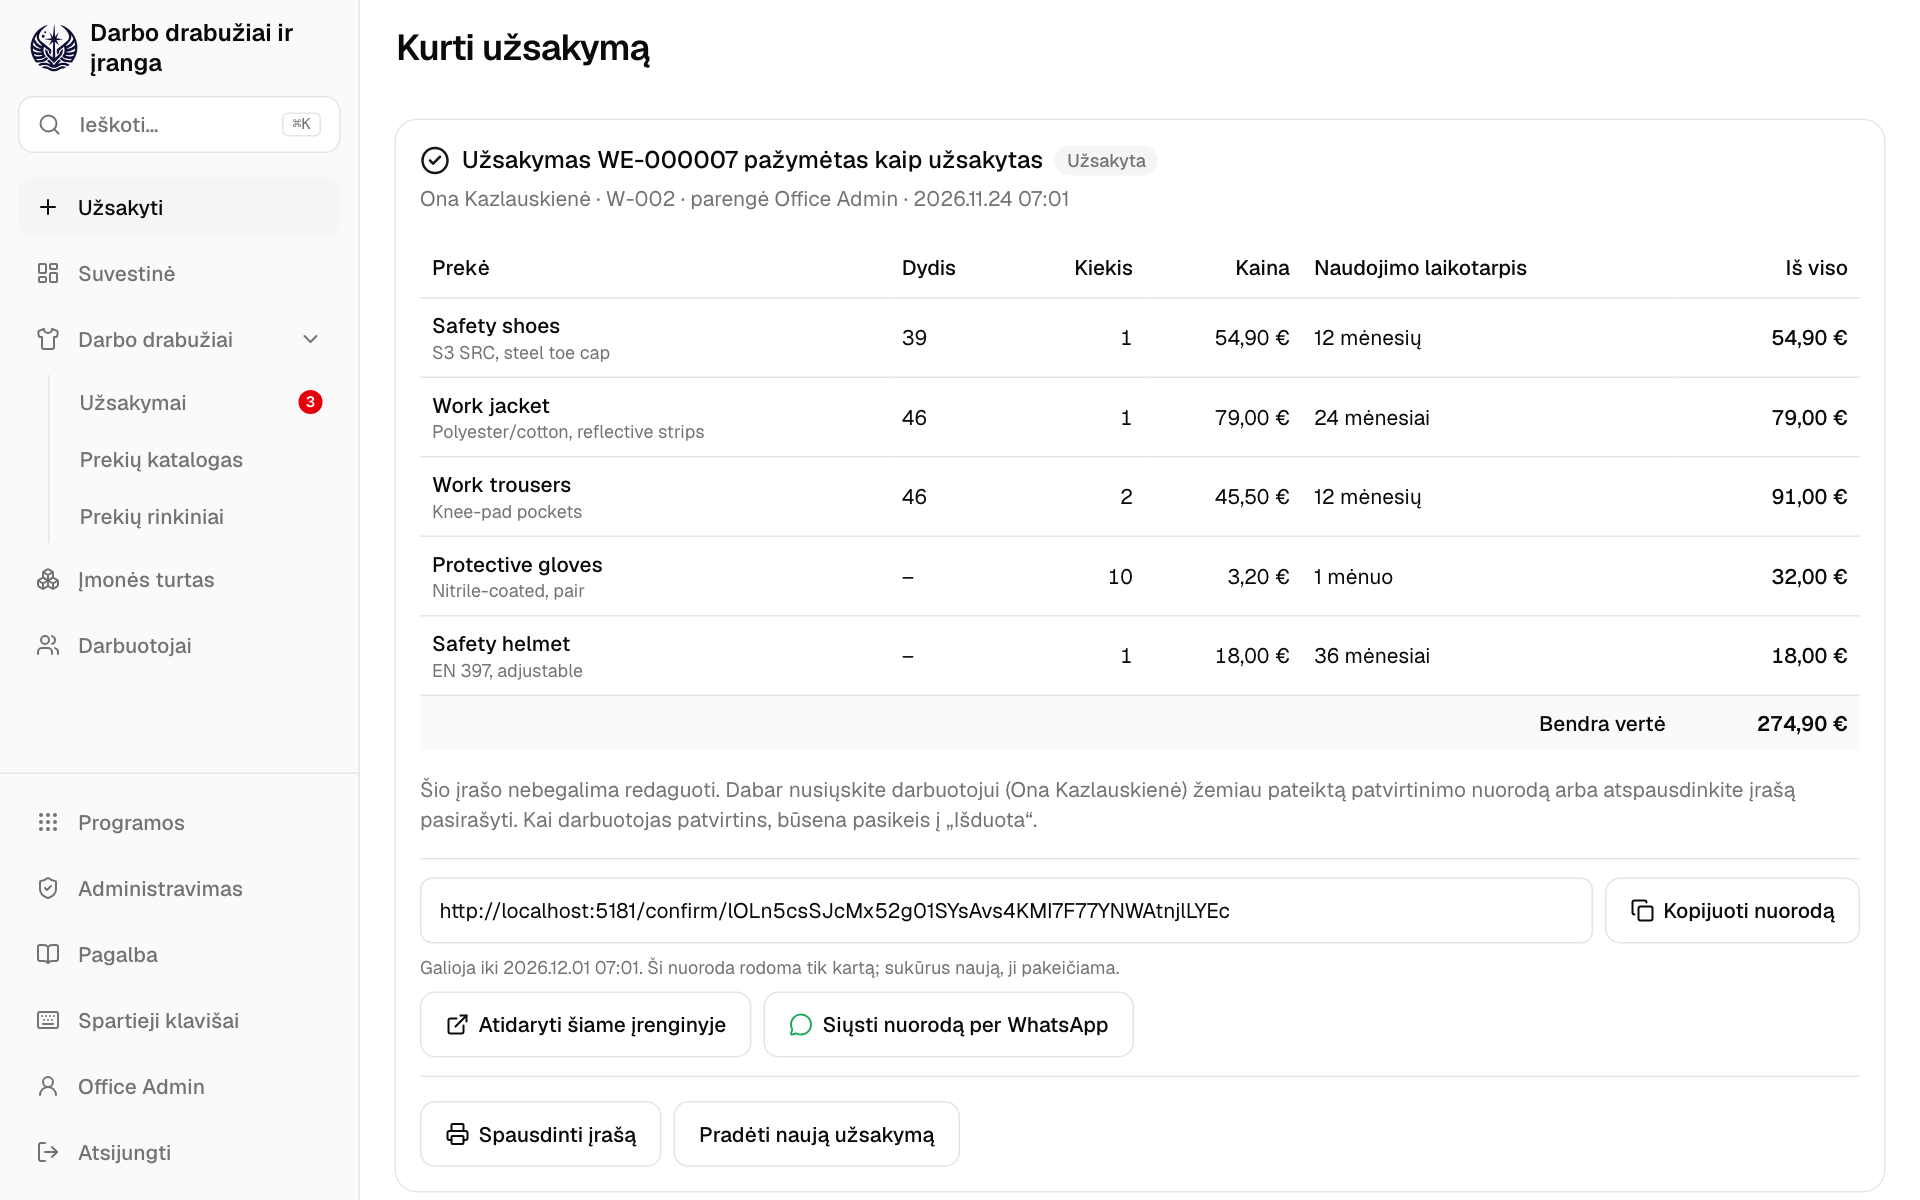 Darbo drabužiai ir
įranga
Ieškoti...
⌘K
Užsakyti
Suvestinė
Darbo drabužiai
Užsakymai
3
Prekių katalogas
Prekių rinkiniai
Įmonės turtas
Darbuotojai
Programos
Administravimas
Pagalba
Spartieji klavišai
Office Admin
Atsijungti
Kurti užsakymą
Užsakymas WE-000007 pažymėtas kaip užsakytas Užsakyta
Ona Kazlauskienė · W-002 · parengė Office Admin · 2026.11.24 07:01
Prekė Dydis Kiekis Kaina Naudojimo laikotarpis Iš viso
Safety shoes
S3 SRC, steel toe cap
39 1 54,90 € 12 mėnesių 54,90 €
Work jacket
Polyester/cotton, reflective strips
46 1 79,00 € 24 mėnesiai 79,00 €
Work trousers
Knee-pad pockets
46 2 45,50 € 12 mėnesių 91,00 €
Protective gloves
Nitrile-coated, pair
– 10 3,20 € 1 mėnuo 32,00 €
Safety helmet
EN 397, adjustable
– 1 18,00 € 36 mėnesiai 18,00 €
Bendra vertė 274,90 €
Šio įrašo nebegalima redaguoti. Dabar nusiųskite darbuotojui (Ona Kazlauskienė) žemiau pateiktą patvirtinimo nuorodą arba atspausdinkite įrašą
pasirašyti. Kai darbuotojas patvirtins, būsena pasikeis į „Išduota“.
http://localhost:5181/confirm/lOLn5csSJcMx52g01SYsAvs4KMI7F77YNWAtnjlLYEc
Kopijuoti nuorodą
Galioja iki 2026.12.01 07:01. Ši nuoroda rodoma tik kartą; sukūrus naują, ji pakeičiama.
Atidaryti šiame įrenginyje
Siųsti nuorodą per WhatsApp
Spausdinti įrašą
Pradėti naują užsakymą